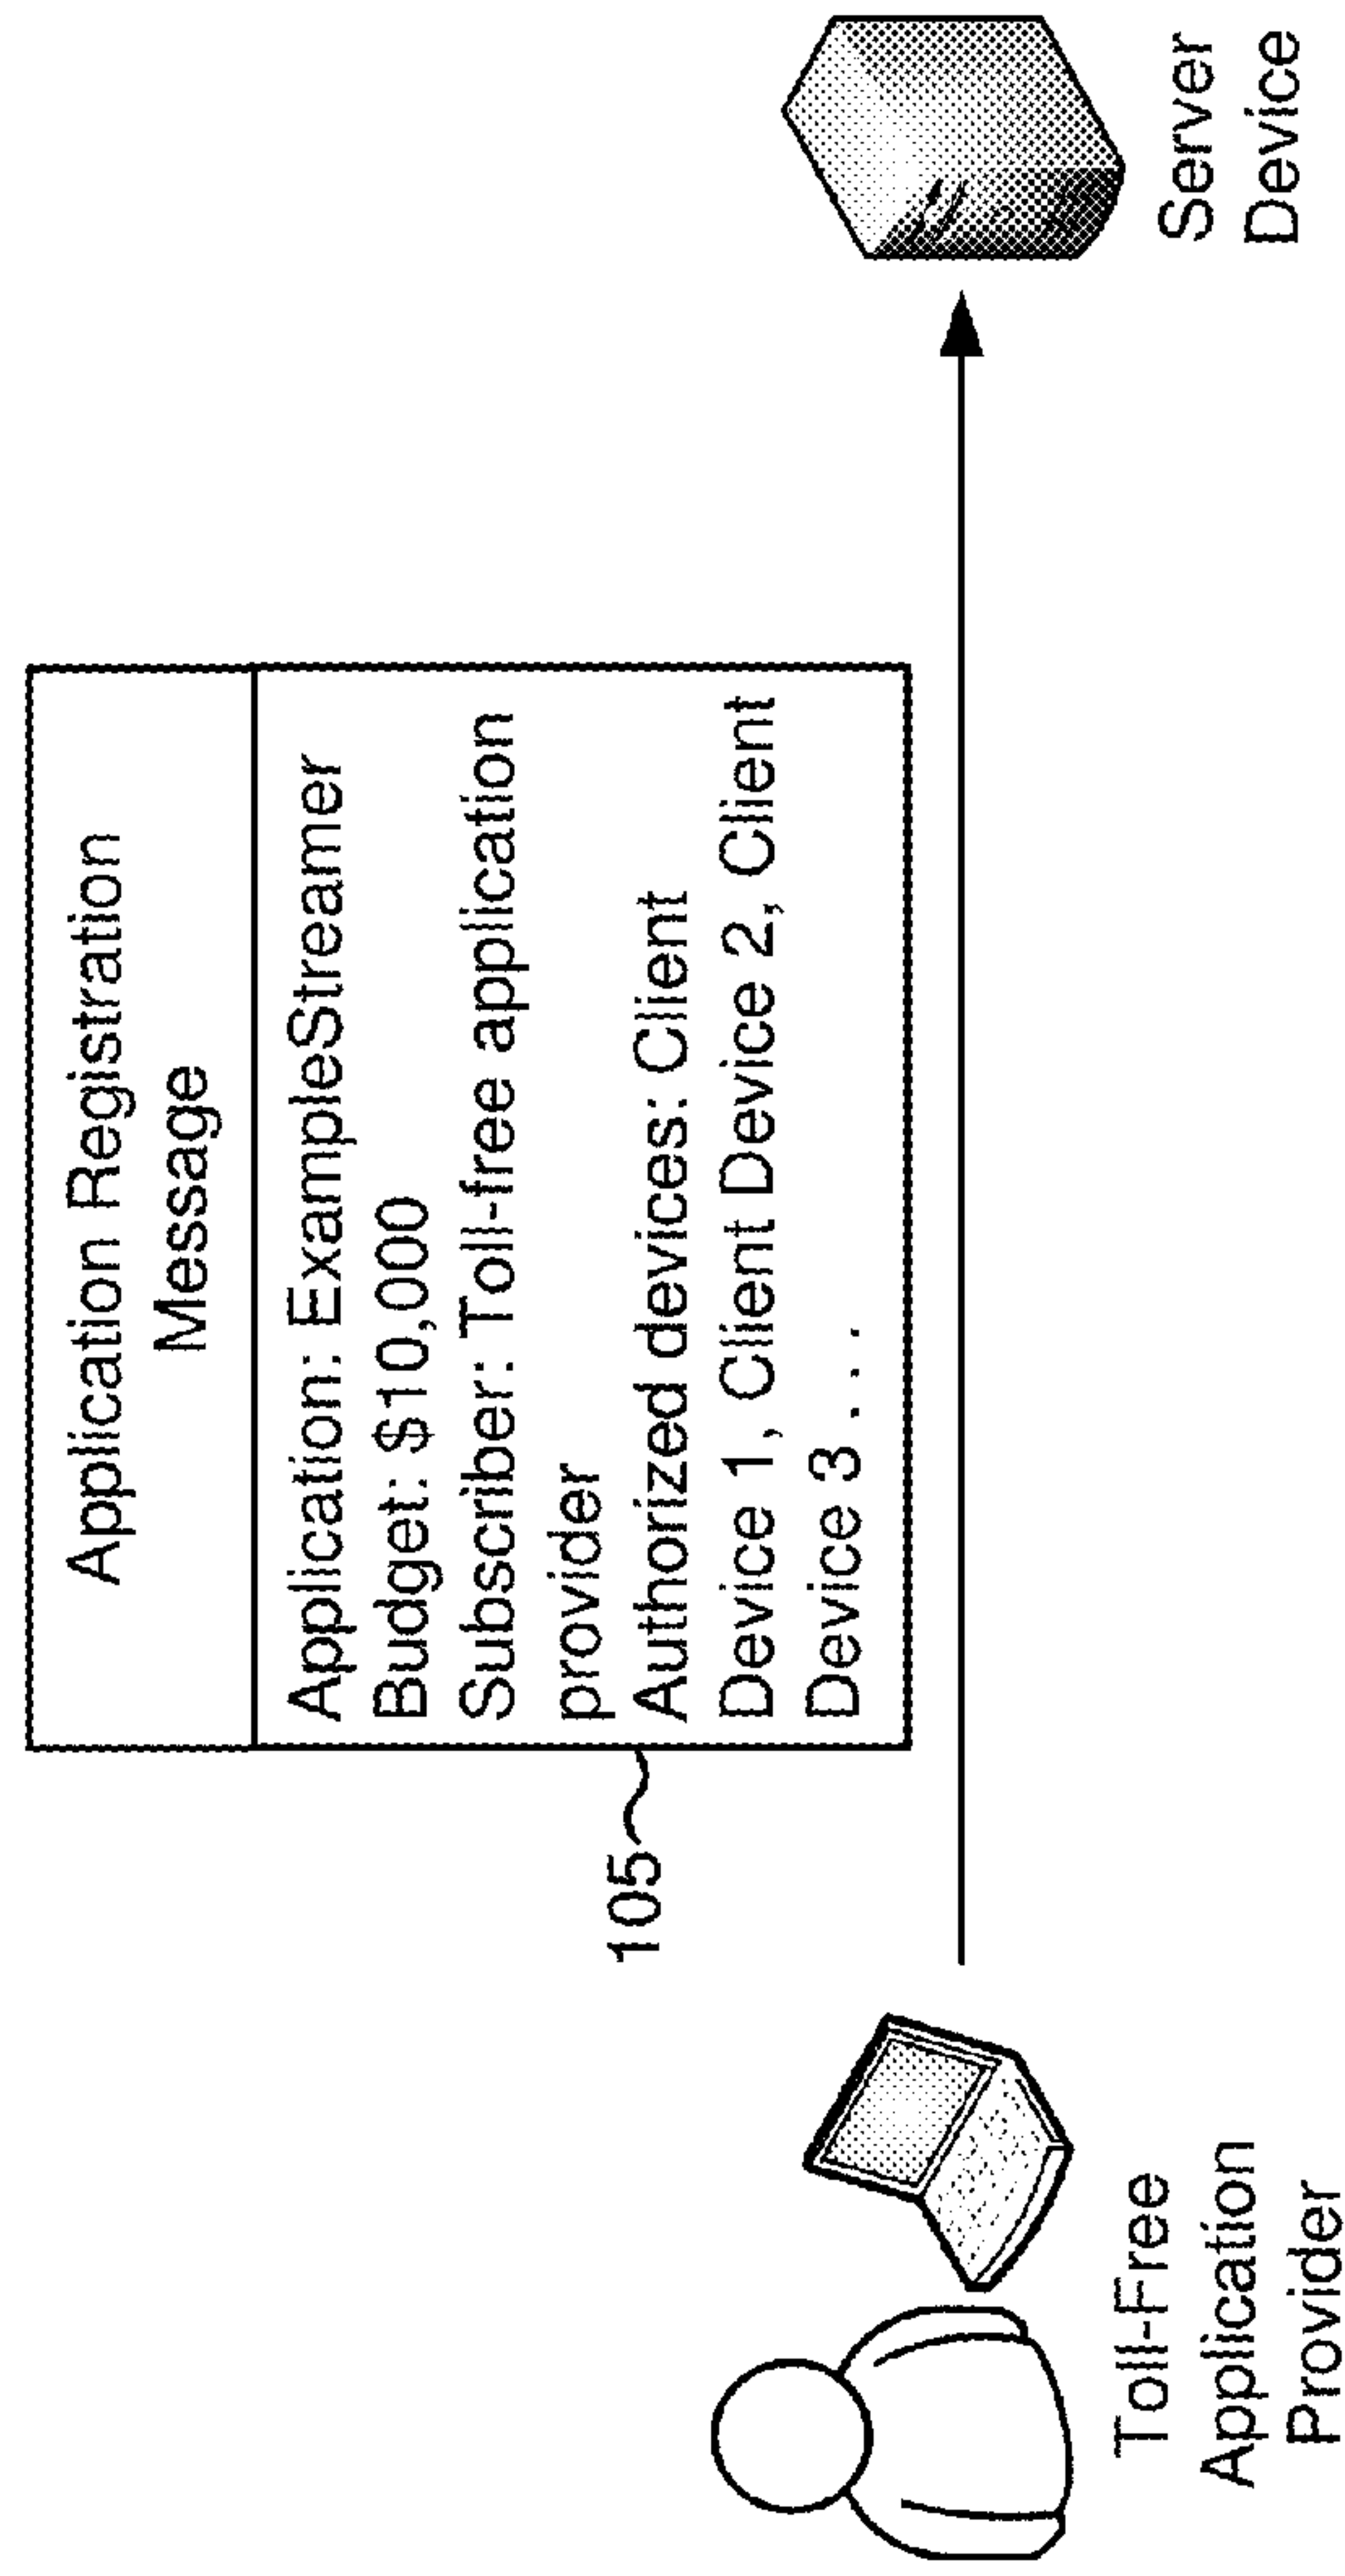 Application Registration
Message
Application: ExampleStreamer
Budget: $10,000
Subscriber: Toll-free application
provider
Authorized devices: Client
Device 1, Client Device 2, Client
Device 3 . . . .
105
Toll-Free
Application
Provider
Server
Device